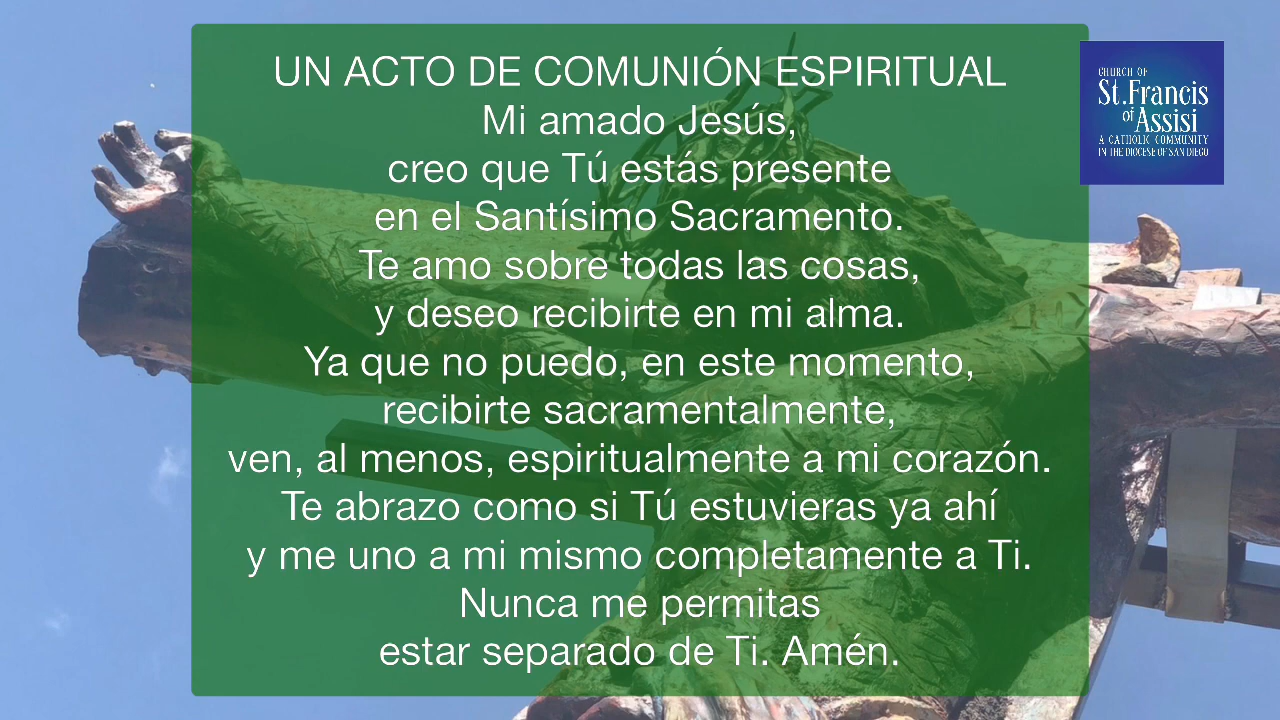 UN ACTO DE COMUNIÓN ESPIRITUAL
Mi amado Jesús,
creo que Tú estás presente
en el Santísimo Sacramento.
Te amo sobre todas las cosas,
y deseo recibirte en mi alma.
Ya que no puedo, en este momento,
recibirte sacramentalmente,
ven, al menos, espiritualmente a mi corazón.
Te abrazo como si Tú estuvieras ya ahí
y me uno a mi mismo completamente a Ti.
Nunca me permitas
estar separado de Ti. Amén.
CHURCH OF
St. Francis
of Assisi
A CATHOLIC COMMUNITY
IN THE DIOCESE OF SAN DIEGO